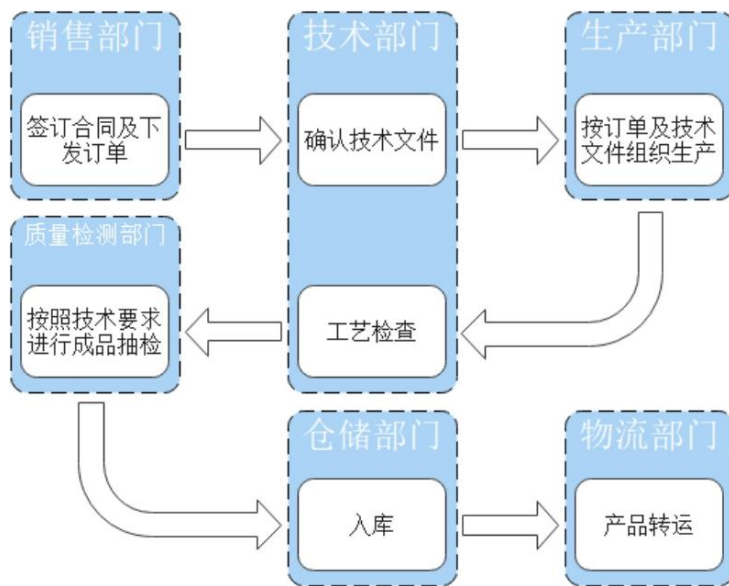 销售部门
签订合同及下
发订单
技术部门
确认技术文件
生产部门
按订单及技术
文件组织生产
工艺检查
质量检测部门
按照技术要求
进行成品抽检
仓储部门
入库
物流部门
产品转运